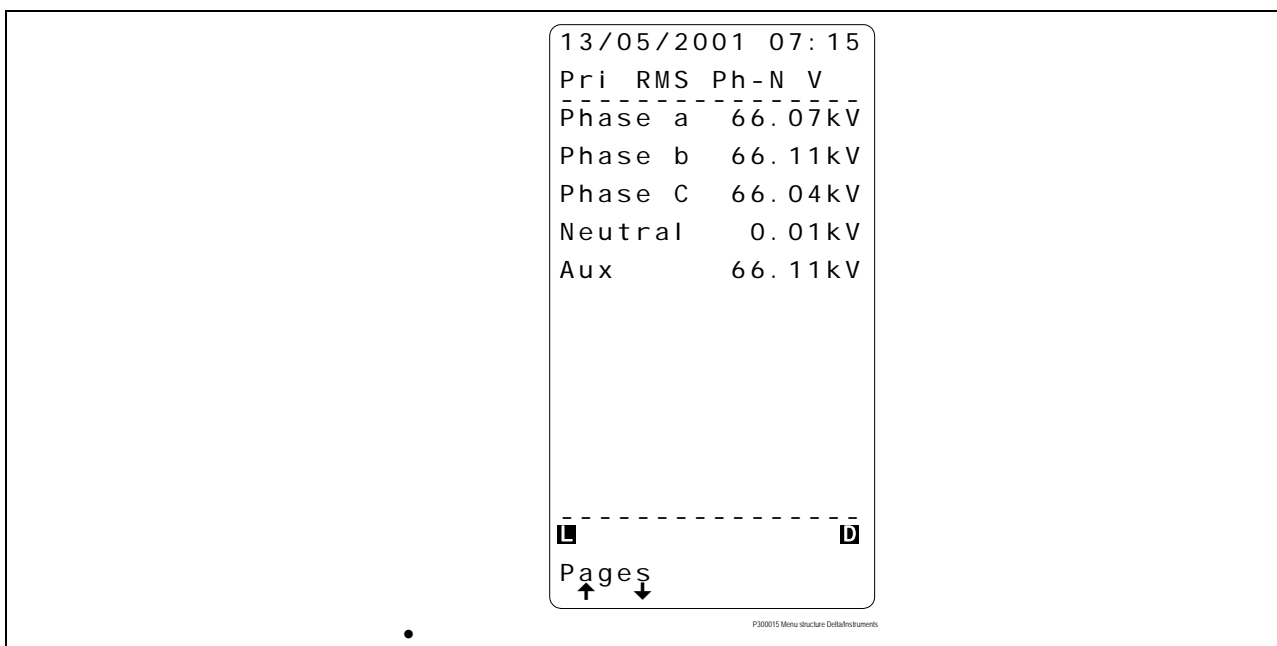 13/05/2001 07:15
Pri RMS Ph-N V
----------------
Phase a 66.07kV
Phase b 66.11kV
Phase C 66.04kV
Neutral 0.01kV
Aux 66.11kV
----------------
L D
Pages
↑ ↓
•
P300015 Menu structure Delta/Instruments